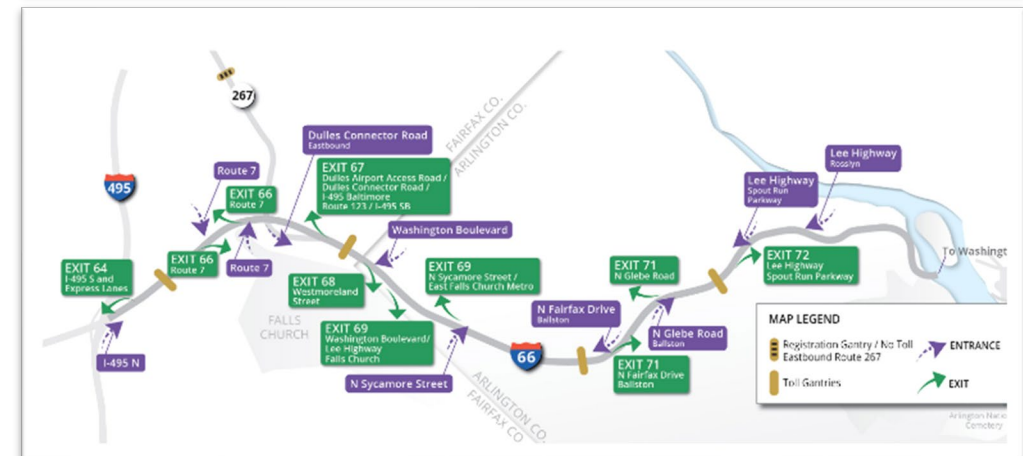 267
FAIRFAX CO.
ARLINGTON CO.
495
Route 7
Dulles Connector Road
Eastbound
EXIT 67
Dulles Airport Access Road /
Dulles Connector Road /
I-495 Baltimore
Route 123 / I-495 SB
EXIT 66
Route 7
Lee Highway
Rosslyn
Lee Highway
Spout Run
Parkway
Washington Boulevard
EXIT 66
Route 7
Route 7
EXIT 64
I-495 S and
Express Lanes
EXIT 68
Westmoreland
Street
EXIT 69
N Sycamore Street /
East Falls Church Metro
EXIT 71
N Glebe Road
EXIT 72
Lee Highway
Spout Run Parkway
To Washingt
FALLS
CHURCH
EXIT 69
Washington Boulevard/
Lee Highway
Falls Church
N Fairfax Drive
Ballston
N Glebe Road
Ballston
I-495 N
66
N Sycamore Street
EXIT 71
N Fairfax Drive
Ballston
ARLINGTON CO.
FAIRFAX CO
MAP LEGEND
Registration Gantry / No Toll
Eastbound Route 267
ENTRANCE
Toll Gantries
EXIT
Arlington Natio
Cemetery